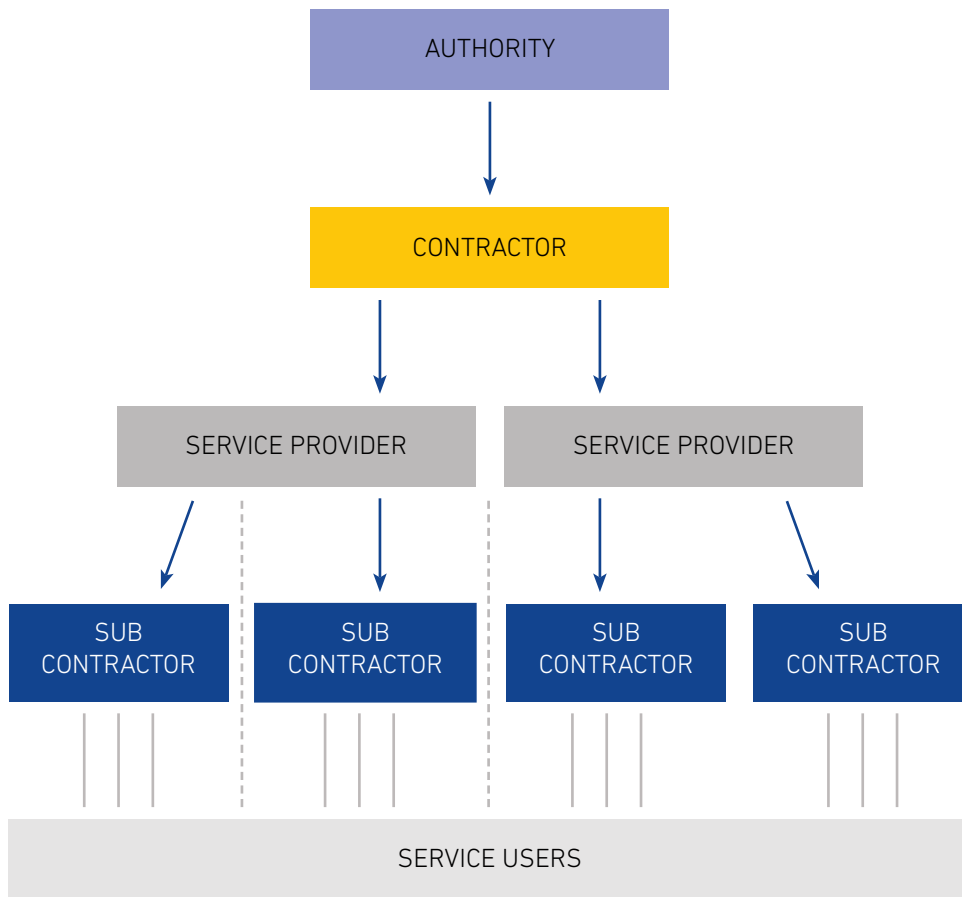 AUTHORITY
CONTRACTOR
SERVICE PROVIDER
SERVICE PROVIDER
SUB
CONTRACTOR
SUB
CONTRACTOR
SUB
CONTRACTOR
SUB
CONTRACTOR
SERVICE USERS